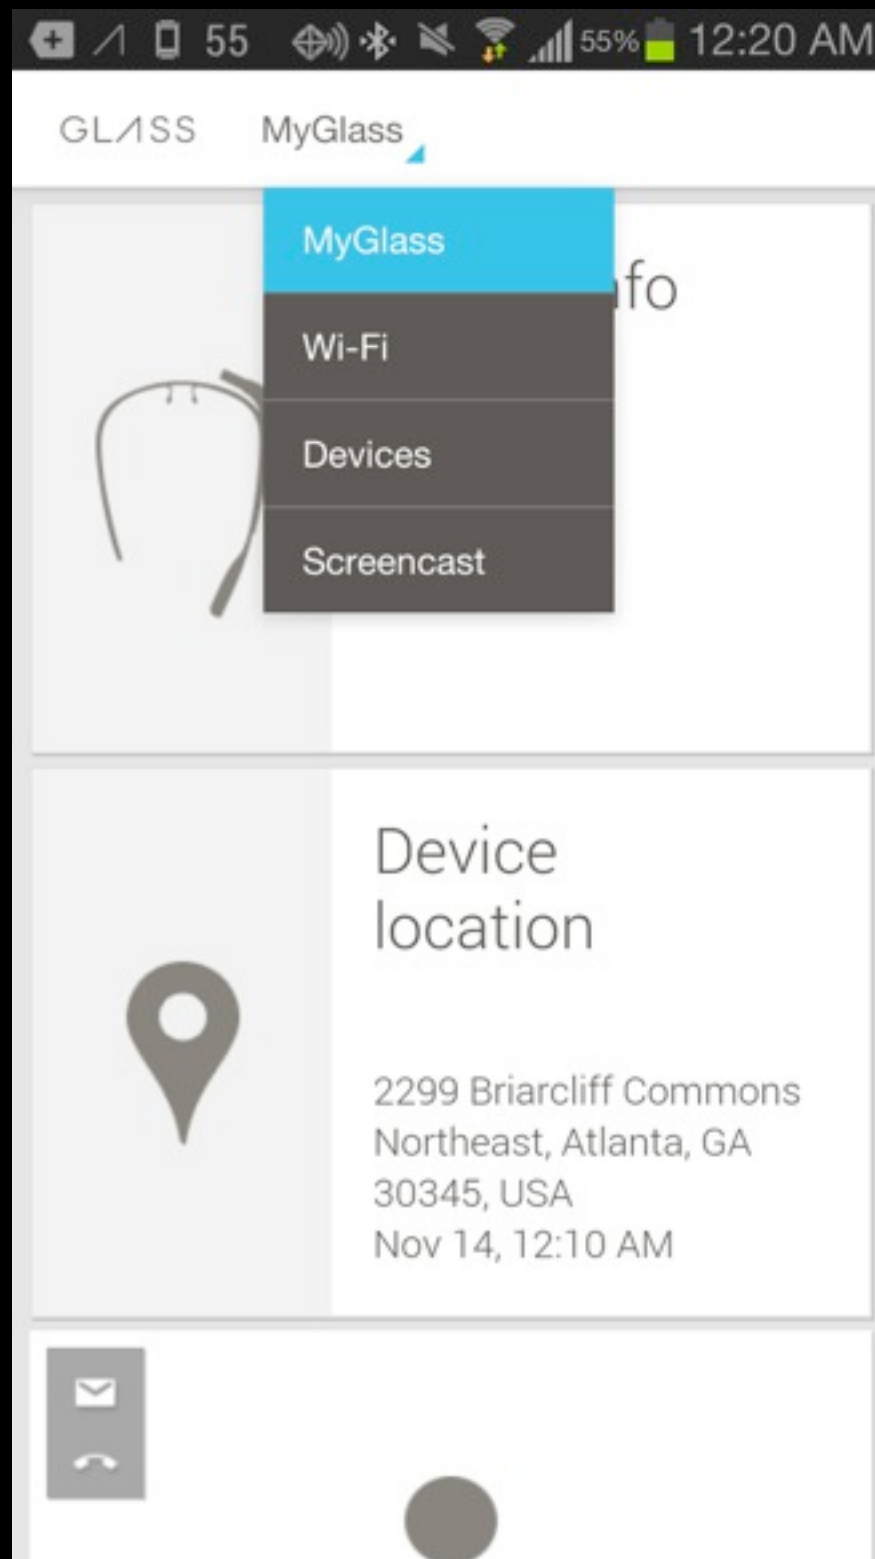 55 55% 12:20 AM
GLASS MyGlass
MyGlass
Wi-Fi
Devices
Screencast
Device
location
2299 Briarcliff Commons
Northeast, Atlanta, GA
30345, USA
Nov 14, 12:10 AM